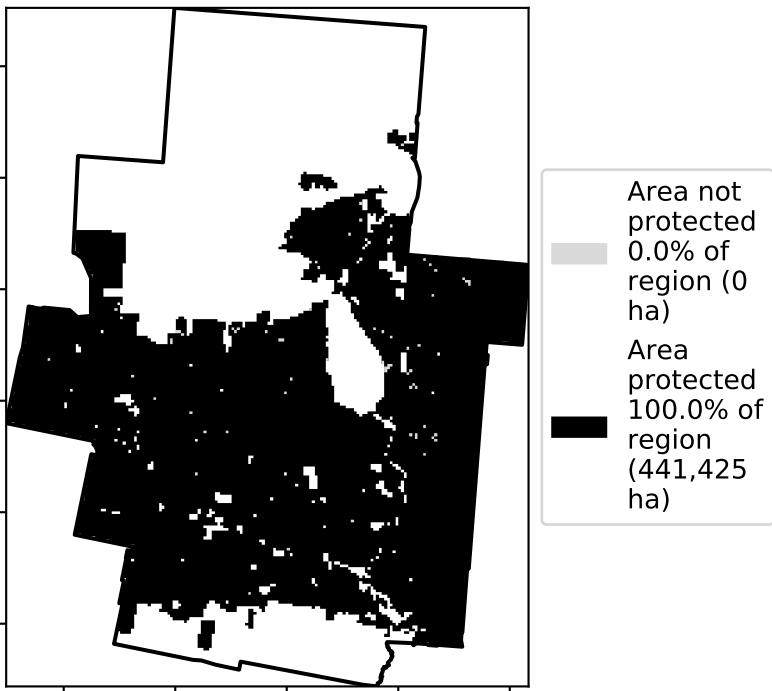 Area not
protected
0.0% of
region (0
ha)
Area
protected
100.0% of
region
(441,425
ha)